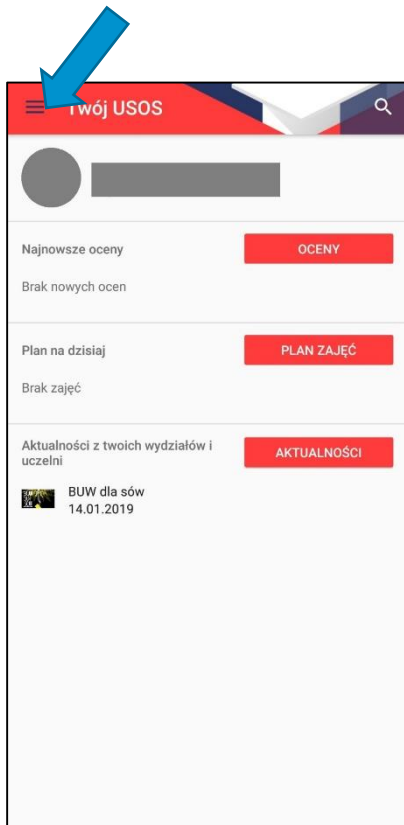 Twój USOS
Najnowsze oceny
OCENY
Brak nowych ocen
Plan na dzisiaj
PLAN ZAJĘĆ
Brak zajęć
Aktualności z twoich wydziałów i
uczelni
AKTUALNOŚCI
BUW dla sów
14.01.2019